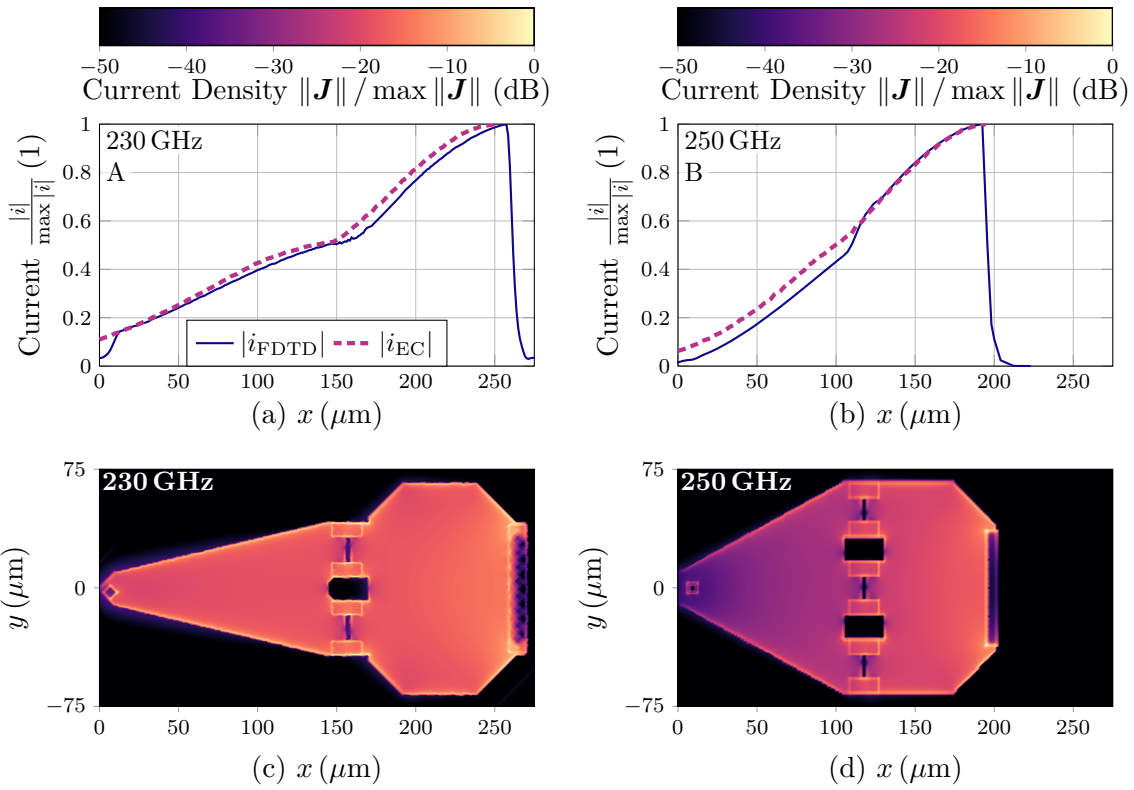 −50 −40 −30 −20 −10 0
Current Density ‖J‖ / max ‖J‖ (dB)
−50 −40 −30 −20 −10 0
Current Density ‖J‖ / max ‖J‖ (dB)
230 GHz
A
1
0.8
0.6
0.4
0.2
0
Current |i| / max |i| (1)
|i_FDTD| |i_EC|
0 50 100 150 200 250
(a) x (μm)
250 GHz
B
1
0.8
0.6
0.4
0.2
0
Current |i| / max |i| (1)
0 50 100 150 200 250
(b) x (μm)
230 GHz
75
0
−75
y (μm)
0 50 100 150 200 250
(c) x (μm)
250 GHz
75
0
−75
y (μm)
0 50 100 150 200 250
(d) x (μm)